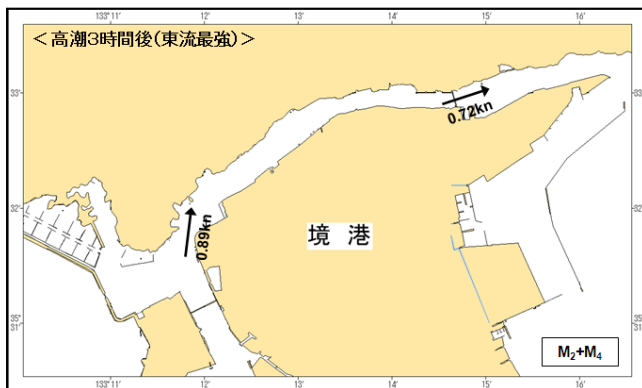 133°11′ 12′ 13′ 14′ 15′ 16′
＜高潮３時間後（東流最強）＞
33′ 33′
0.72kn
32′ 32′
0.89kn
境 港
35° 31′ 35° 31′
M₂+M₄
133°11′ 12′ 13′ 14′ 15′ 16′